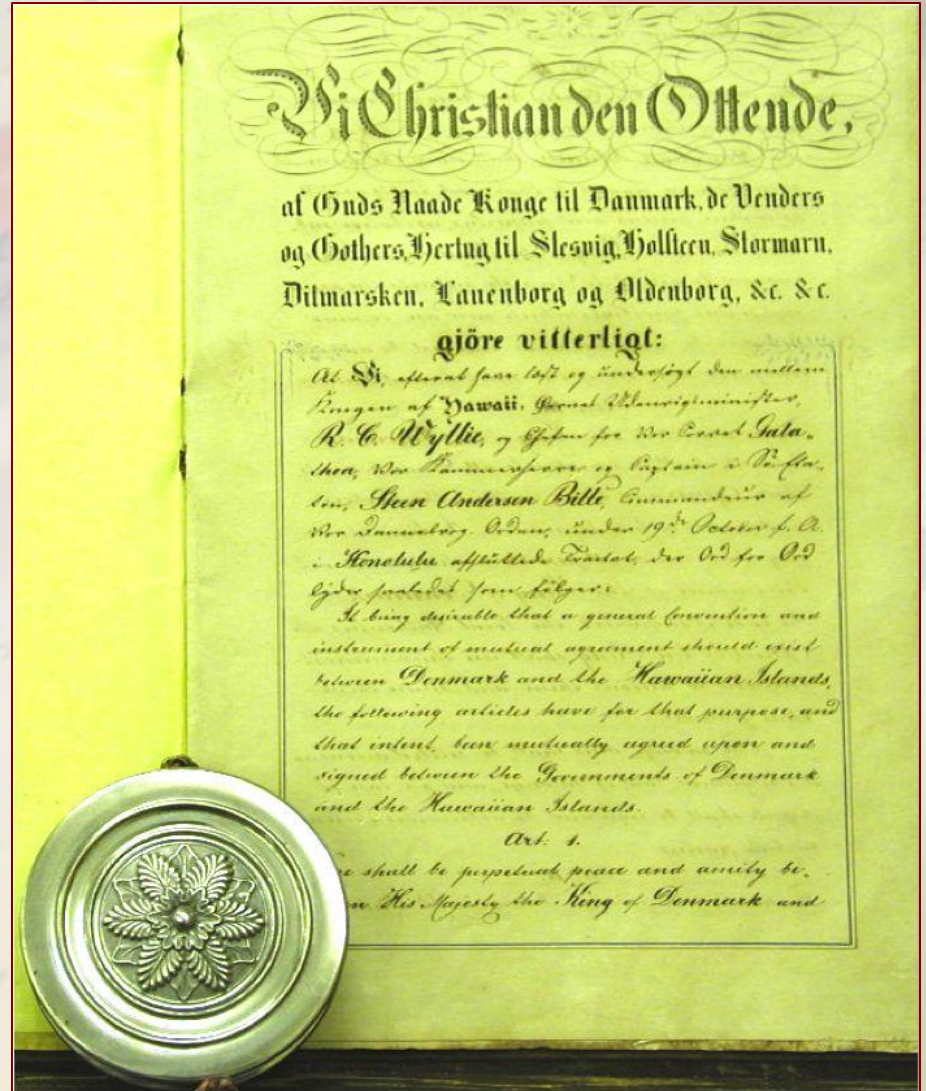 Vi Christian den Ottende,
af Guds Naade Konge til Danmark, de Venders
og Gothers, Hertug til Slesvig, Holsteen, Stormarn,
Ditmarsken, Lauenborg og Oldenborg, &c. &c.
gjöre vitterligt:
At Vi, efterat have læst og undersøgt den mellem
Kongen af Hawaii, Udenrigsminister,
R. C. Wyllie, og Chefen for Vor Corvet Gala-
thea, Vor Kammerherre og Captain i Søeta-
ten, Steen Andersen Bille, Commandeur af
Vor Dannebrog Orden, under 19de October f. A.
i Honolulu afsluttede Tractat, der Ord for Ord
lyder saaledes som følger:
It being desirable that a general Convention and
instrument of mutual agreement should exist
between Denmark and the Hawaiian Islands,
the following articles have for that purpose, and
that intent, been mutually agreed upon and
signed between the Governments of Denmark
and the Hawaiian Islands.
Art. 1.
re shall be perpetual peace and amity be-
n His Majesty the King of Denmark and